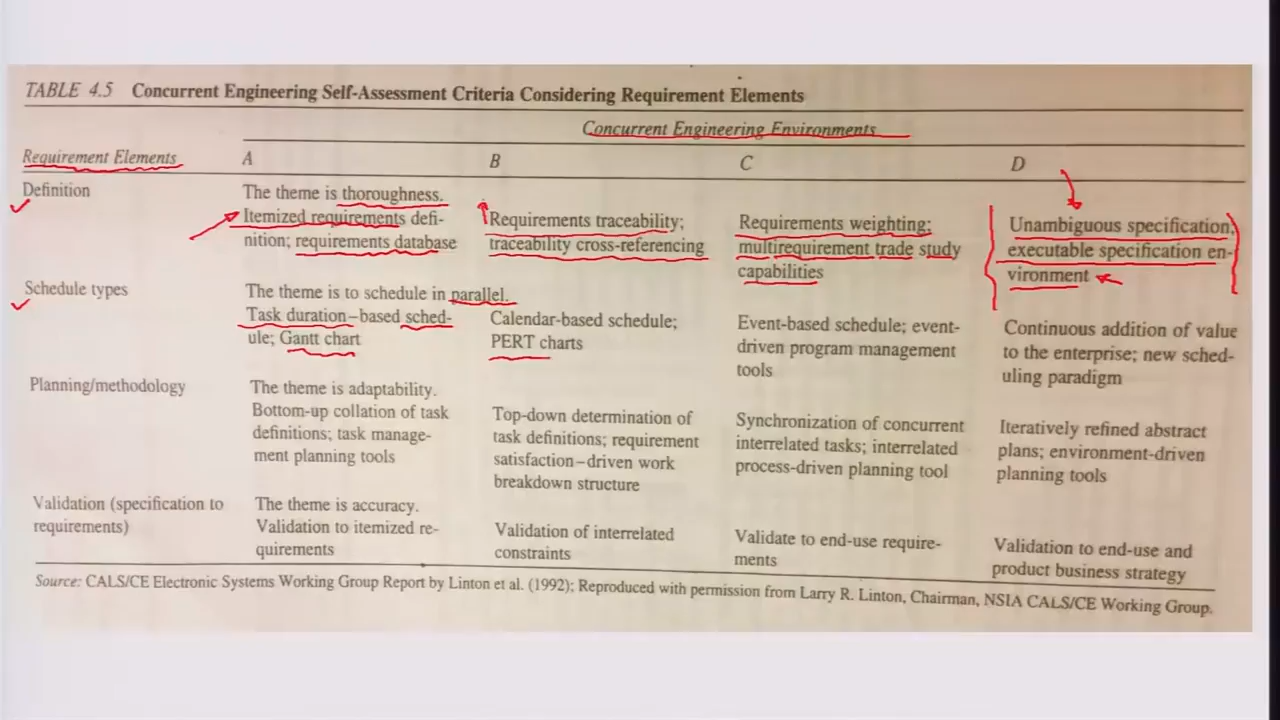 TABLE 4.5 Concurrent Engineering Self-Assessment Criteria Considering Requirement Elements
Concurrent Engineering Environments
Requirement Elements A B C D
Definition
The theme is thoroughness.
Itemized requirements defi-
nition; requirements database
Requirements traceability;
traceability cross-referencing
Requirements weighting;
multirequirement trade study
capabilities
Unambiguous specification;
executable specification en-
vironment
Schedule types
The theme is to schedule in parallel.
Task duration–based sched-
ule; Gantt chart
Calendar-based schedule;
PERT charts
Event-based schedule; event-
driven program management
tools
Continuous addition of value
to the enterprise; new sched-
uling paradigm
Planning/methodology
The theme is adaptability.
Bottom-up collation of task
definitions; task manage-
ment planning tools
Top-down determination of
task definitions; requirement
satisfaction–driven work
breakdown structure
Synchronization of concurrent
interrelated tasks; interrelated
process-driven planning tool
Iteratively refined abstract
plans; environment-driven
planning tools
Validation (specification to
requirements)
The theme is accuracy.
Validation to itemized re-
quirements
Validation of interrelated
constraints
Validate to end-use require-
ments
Validation to end-use and
product business strategy
Source: CALS/CE Electronic Systems Working Group Report by Linton et al. (1992); Reproduced with permission from Larry R. Linton, Chairman, NSIA CALS/CE Working Group.